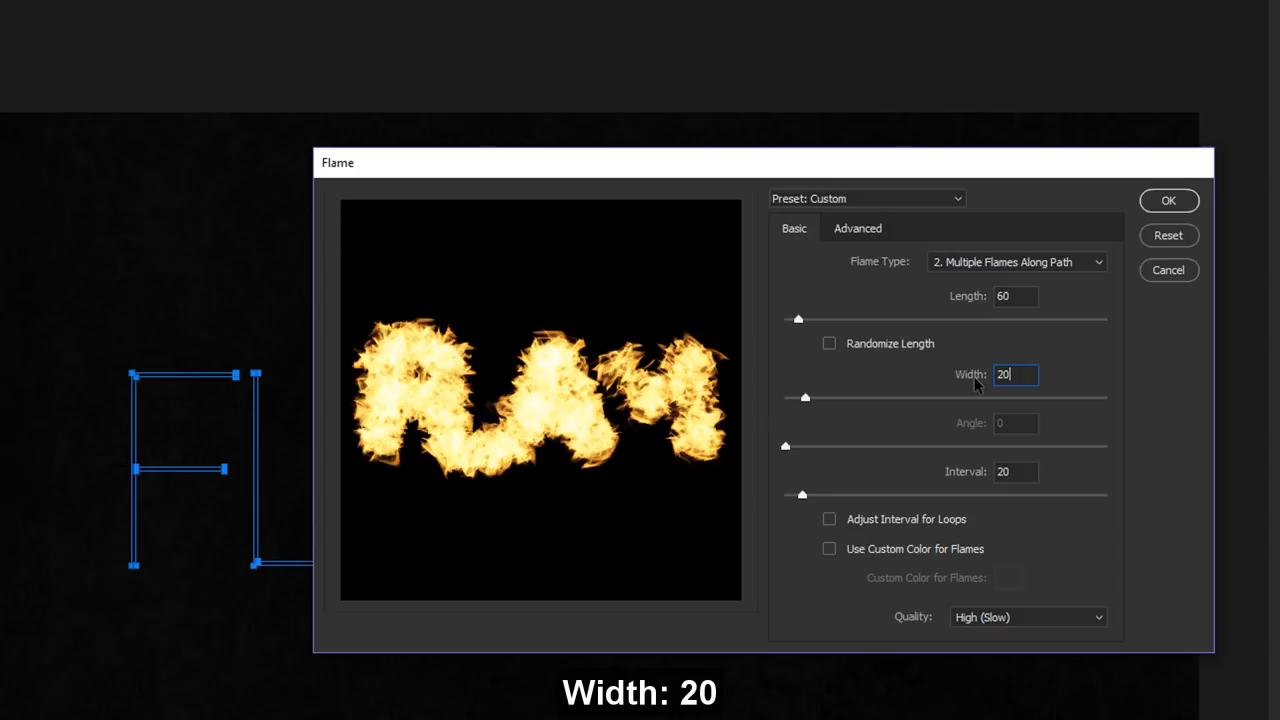 Flame
Preset: Custom
OK
Basic
Advanced
Reset
Flame Type:
2. Multiple Flames Along Path
Cancel
Length:
60
Randomize Length
Width:
20
Angle:
0
Interval:
20
Adjust Interval for Loops
Use Custom Color for Flames
Custom Color for Flames:
Quality:
High (Slow)
Width: 20